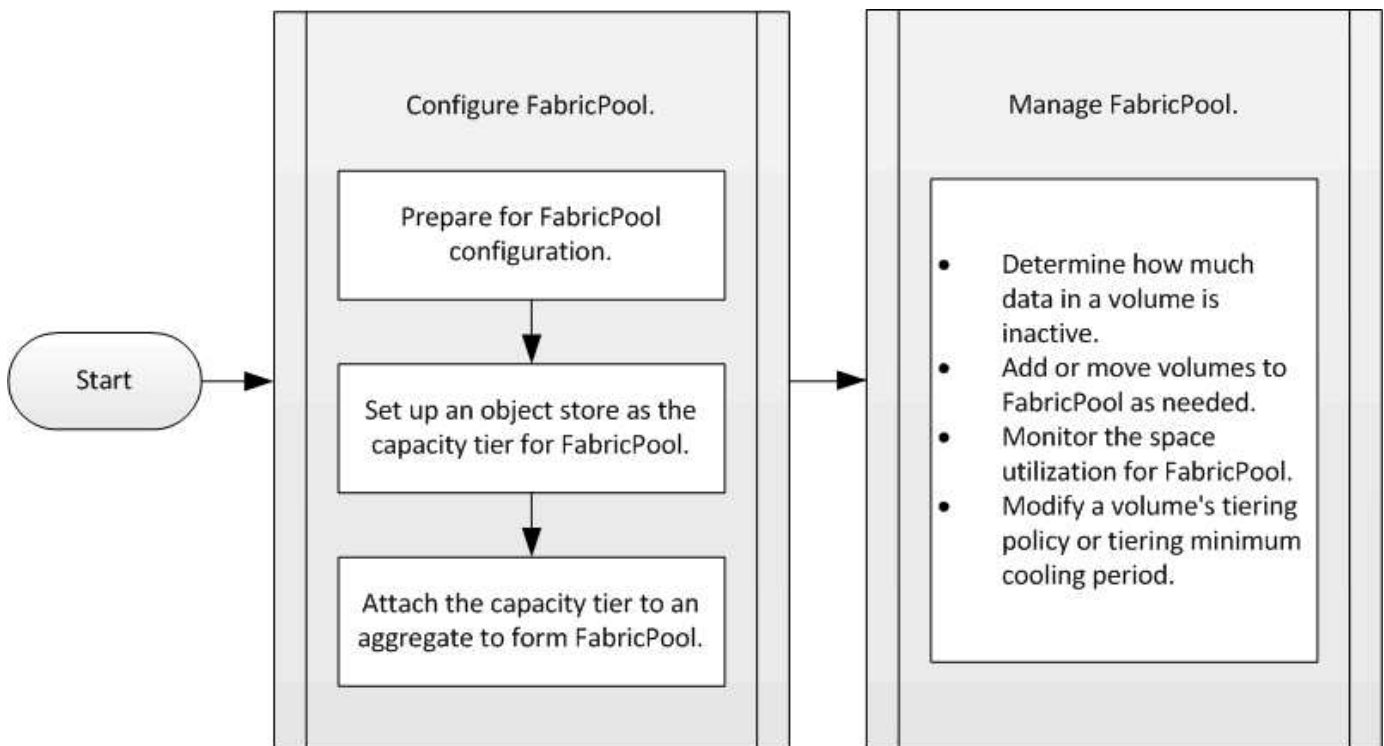 Start
Configure FabricPool.
Prepare for FabricPool
configuration.
Set up an object store as the
capacity tier for FabricPool.
Attach the capacity tier to an
aggregate to form FabricPool.
Manage FabricPool.
• Determine how much
data in a volume is
inactive.
• Add or move volumes to
FabricPool as needed.
• Monitor the space
utilization for FabricPool.
• Modify a volume's tiering
policy or tiering minimum
cooling period.